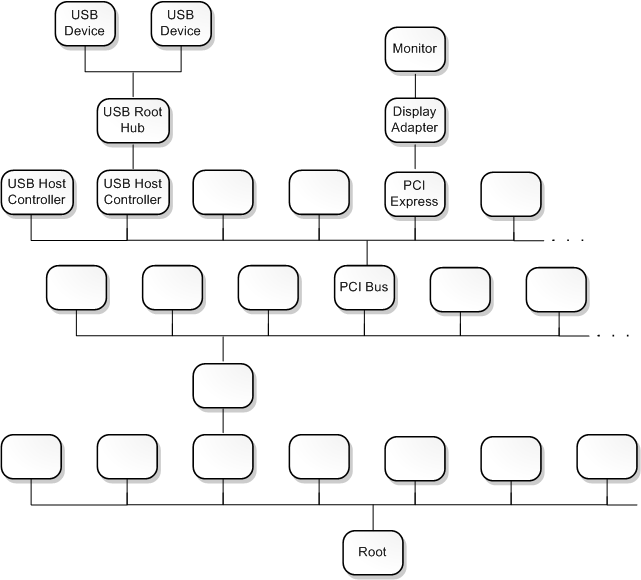 USB
Device
USB
Device
Monitor
USB Root
Hub
Display
Adapter
USB Host
Controller
USB Host
Controller
PCI
Express
PCI Bus
Root